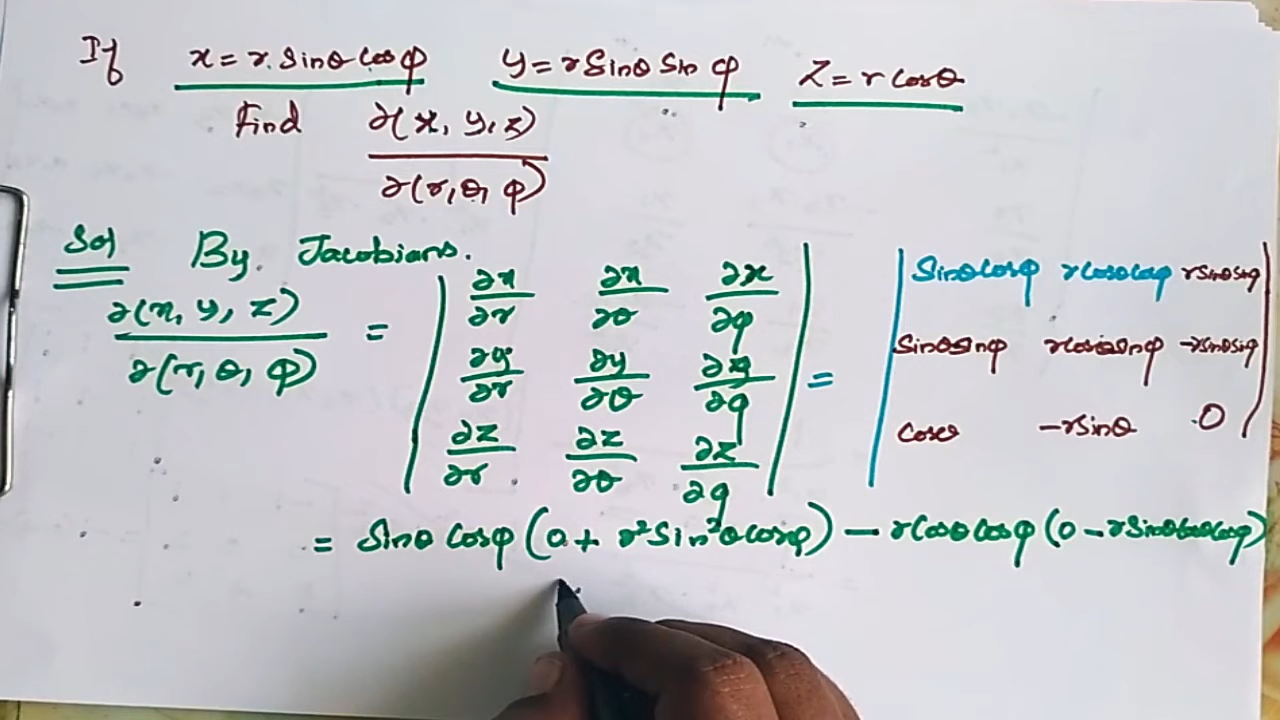 If x = r sinθ cosφ y = r sinθ sinφ z = r cosθ
Find ∂(x, y, z)
∂(r, θ, φ)
Sol By Jacobians.
∂(x, y, z) / ∂(r, θ, φ) = | ∂x/∂r ∂x/∂θ ∂x/∂φ | = | sinθcosφ rcosθcosφ rsinθsinφ |
| ∂y/∂r ∂y/∂θ ∂y/∂φ | | sinθsinφ rcosθsinφ -rsinθsinφ |
| ∂z/∂r ∂z/∂θ ∂z/∂φ | | cosθ -rsinθ 0 |
= sinθ cosφ (0 + r²sin²θcosφ) - rcosθcosφ (0 - rsinθcosθcosφ)